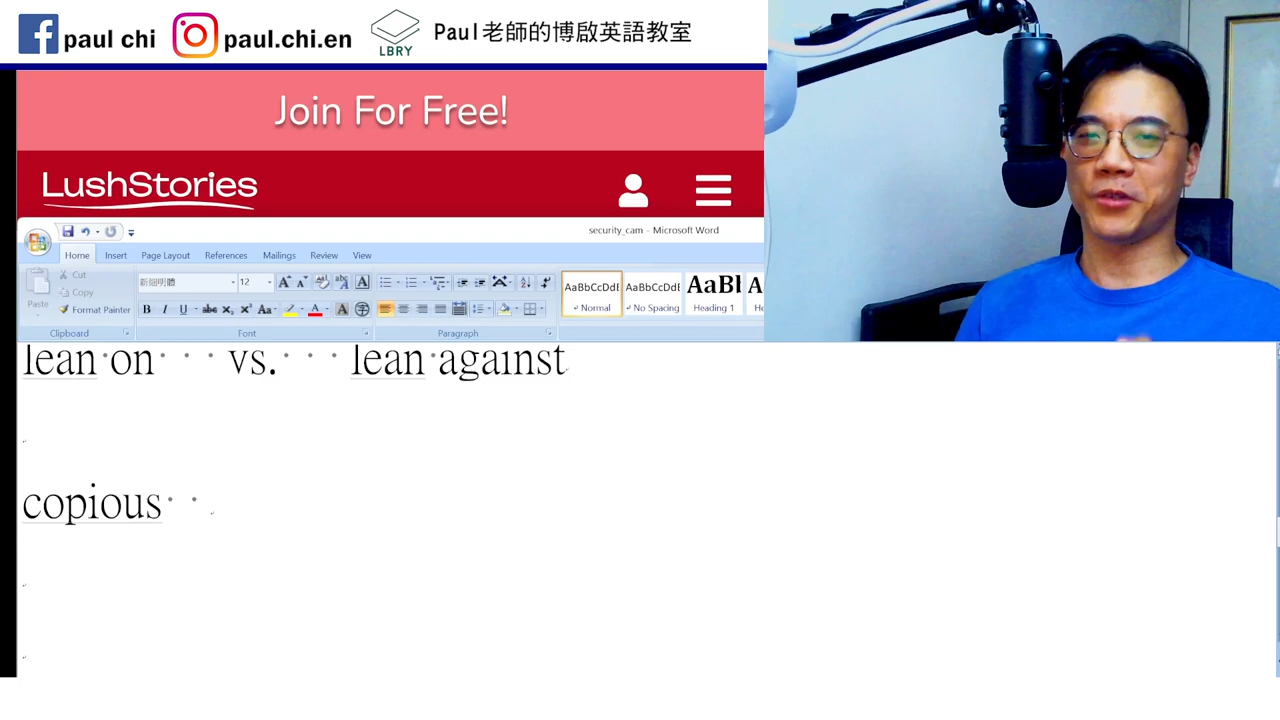 paul chi
paul.chi.en
LBRY
Paul老師的博啟英語教室
Join For Free!
LushStories
security_cam - Microsoft Word
Home Insert Page Layout References Mailings Review View
Paste
Cut
Copy
Format Painter
新細明體 12
AaBbCcDdE AaBbCcDdE AaBl A
Normal No Spacing Heading 1 He
Clipboard Font Paragraph
lean on vs. lean against
copious